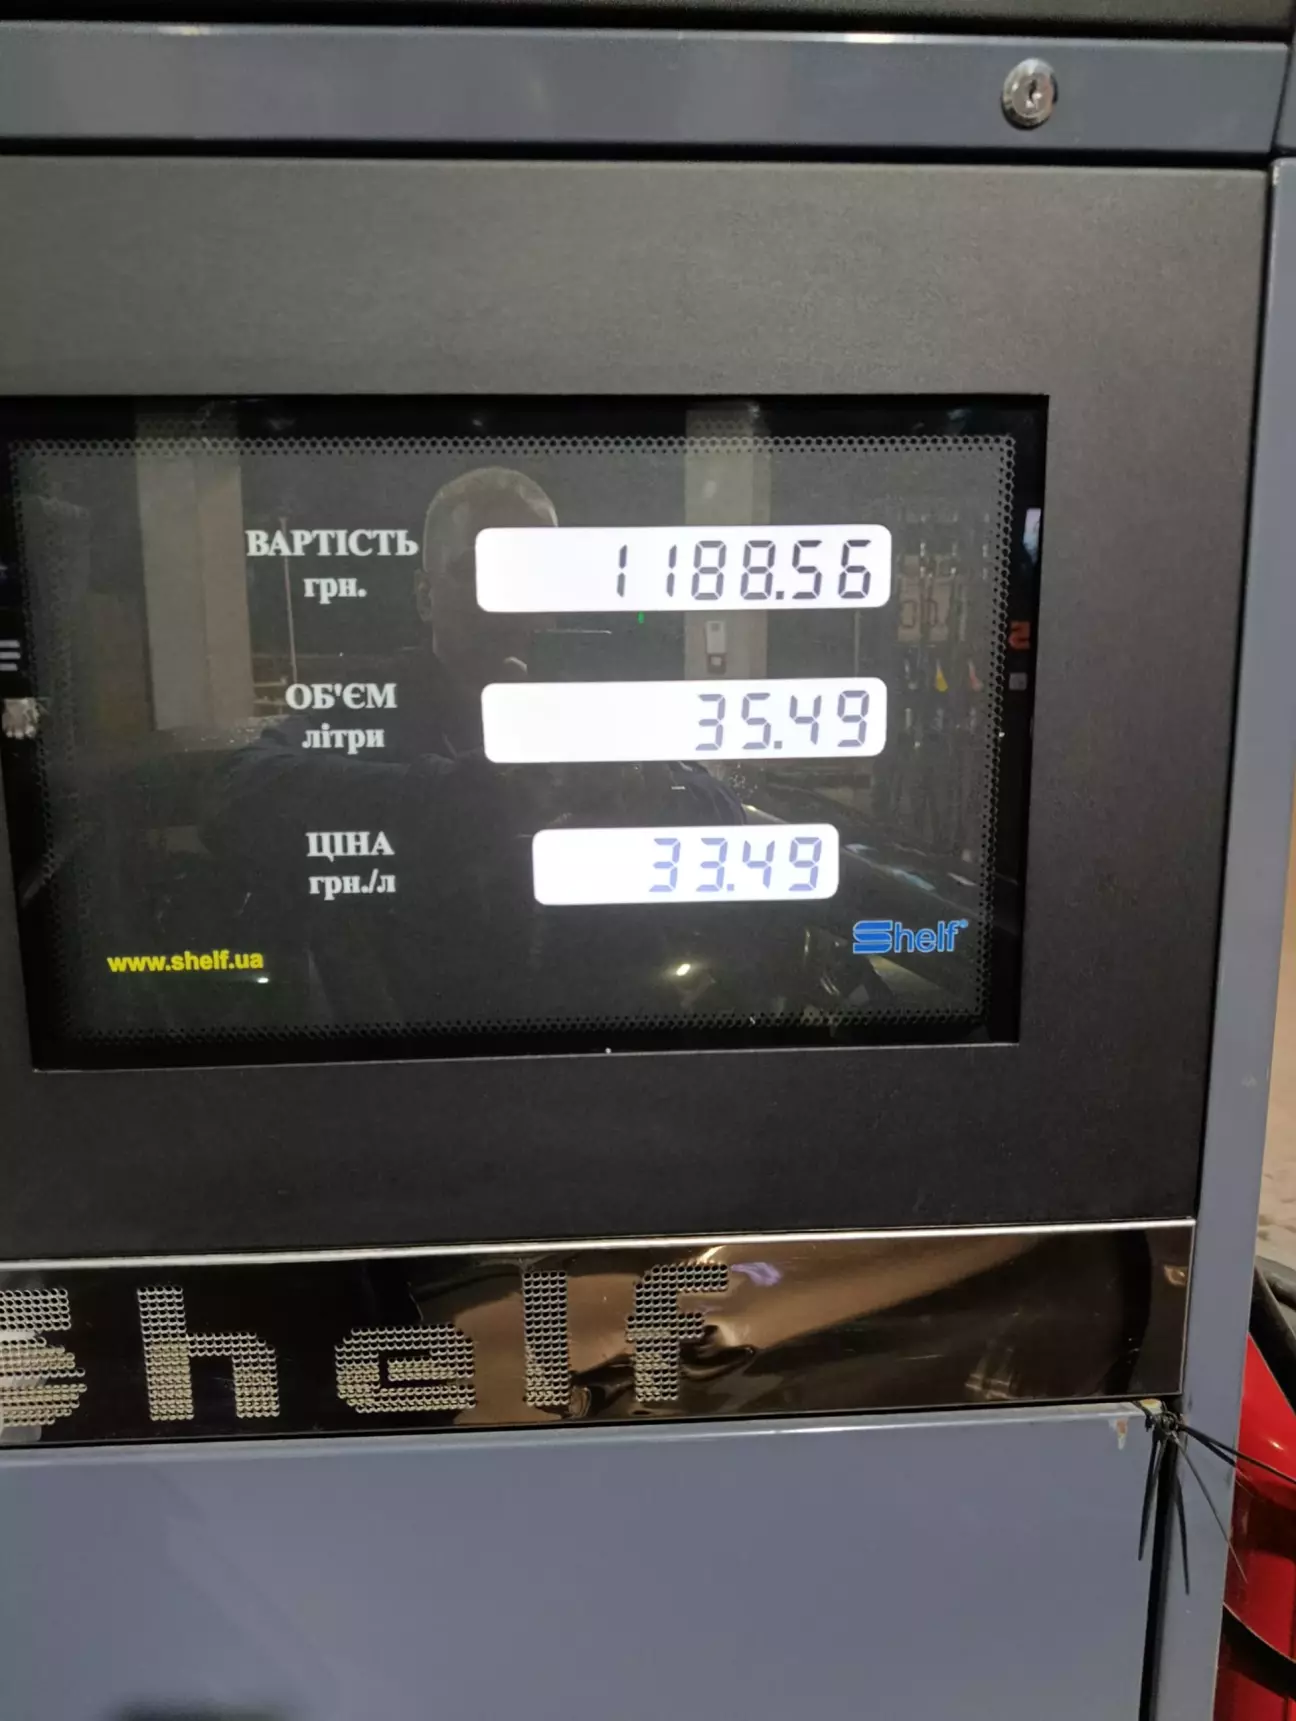 ВАРТІСТЬ
грн.
1188.56
ОБ'ЄМ
літри
35.49
ЦІНА
грн./л
33.49
www.shelf.ua
Shelf®
Shelf